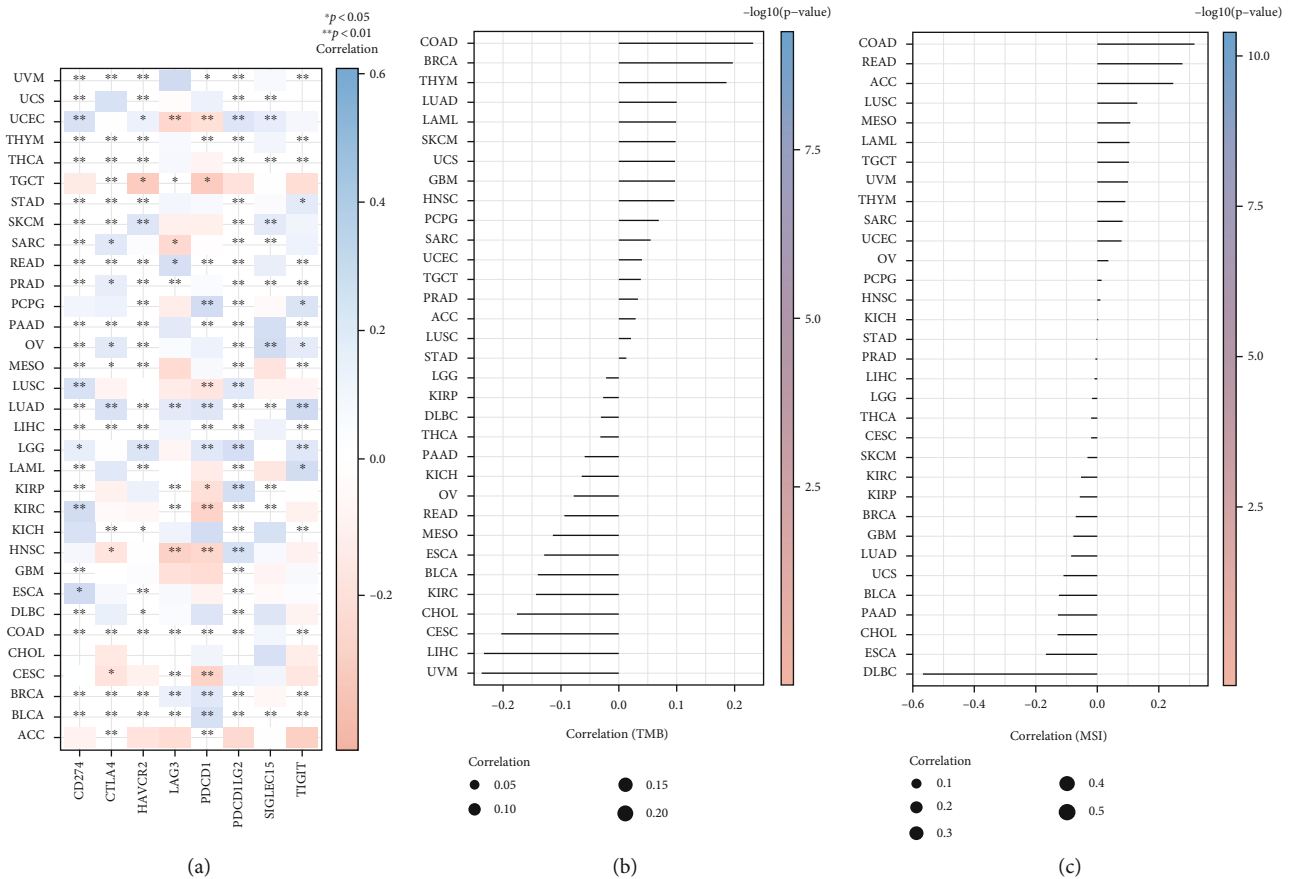 *p < 0.05
**p < 0.01
Correlation
0.6
0.4
0.2
0.0
−0.2
UVM ** ** ** * ** **
UCS ** ** ** **
UCEC ** * ** ** ** **
THYM ** ** ** ** ** **
THCA ** ** ** ** ** **
TGCT ** * * *
STAD ** ** ** ** *
SKCM ** ** ** ** **
SARC ** * * ** **
READ ** ** ** * ** ** **
PRAD ** * ** ** ** **
PCPG ** ** ** *
PAAD ** ** ** ** ** **
OV ** * ** ** *
MESO ** * ** ** **
LUSC ** ** **
LUAD ** ** ** ** ** ** ** **
LIHC ** ** ** ** ** **
LGG * ** ** ** **
LAML ** ** ** *
KIRP ** ** * ** **
KIRC ** ** ** ** **
KICH ** * ** **
HNSC * ** ** **
GBM ** **
ESCA * ** **
DLBC ** * **
COAD ** ** ** ** ** ** **
CHOL
CESC * ** **
BRCA ** ** ** ** ** ** **
BLCA ** ** ** ** ** ** ** **
ACC ** **
CD274
CTLA4
HAVCR2
LAG3
PDCD1
PDCD1LG2
SIGLEC15
TIGIT
(a)
−log10(p−value)
7.5
5.0
2.5
COAD
BRCA
THYM
LUAD
LAML
SKCM
UCS
GBM
HNSC
PCPG
SARC
UCEC
TGCT
PRAD
ACC
LUSC
STAD
LGG
KIRP
DLBC
THCA
PAAD
KICH
OV
READ
MESO
ESCA
BLCA
KIRC
CHOL
CESC
LIHC
UVM
−0.2 −0.1 0.0 0.1 0.2
Correlation (TMB)
Correlation
0.05 0.15
0.10 0.20
(b)
−log10(p−value)
10.0
7.5
5.0
2.5
COAD
READ
ACC
LUSC
MESO
LAML
TGCT
UVM
THYM
SARC
UCEC
OV
PCPG
HNSC
KICH
STAD
PRAD
LIHC
LGG
THCA
CESC
SKCM
KIRC
KIRP
BRCA
GBM
LUAD
UCS
BLCA
PAAD
CHOL
ESCA
DLBC
−0.6 −0.4 −0.2 0.0 0.2
Correlation (MSI)
Correlation
0.1 0.4
0.2 0.5
0.3
(c)